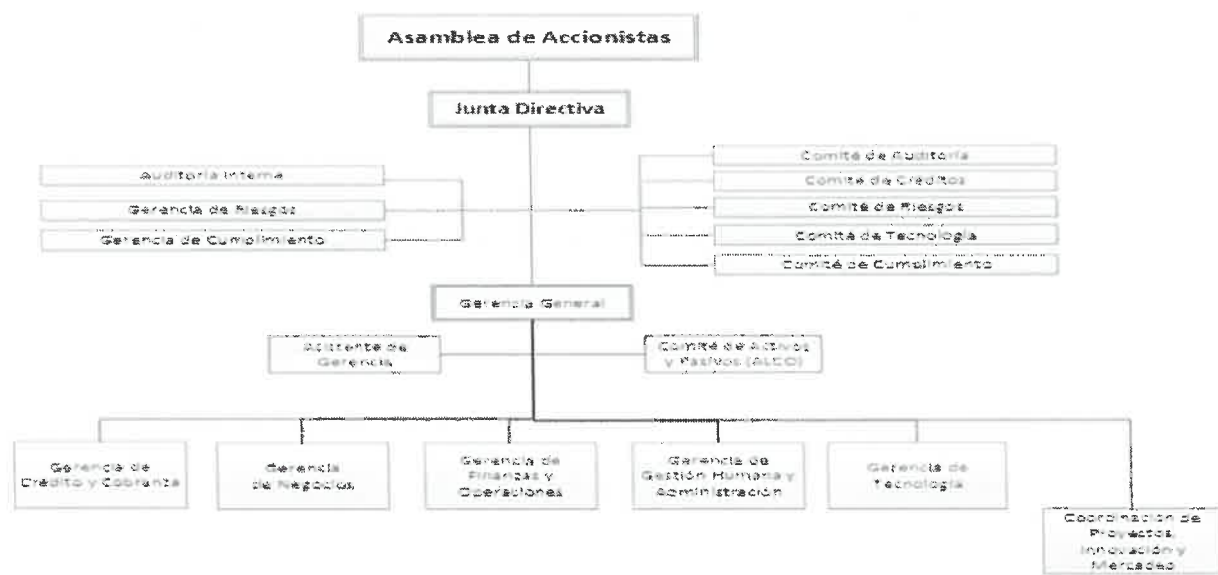 Asamblea de Accionistas
Junta Directiva
Auditoría Interna
Gerencia de Riesgos
Gerencia de Cumplimiento
Comité de Auditoría
Comité de Créditos
Comité de Riesgos
Comité de Tecnología
Comité de Cumplimiento
Gerencia General
Asistente de
Gerencia
Comité de Activos
y Pasivos (ALCO)
Gerencia de
Crédito y Cobranza
Gerencia
de Negocios
Gerencia de
Finanzas y
Operaciones
Gerencia de
Gestión Humana y
Administración
Gerencia de
Tecnología
Coordinación de
Proyectos,
Innovación y
Mercadeo